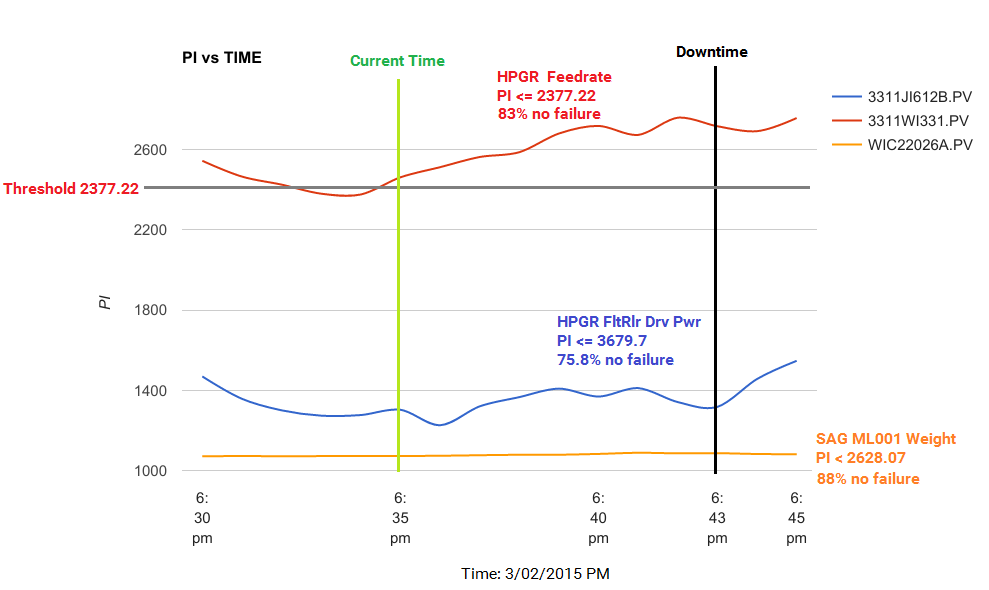 PI vs TIME
Current Time
Downtime
HPGR  Feedrate
PI <= 2377.22
83% no failure
3311JI612B.PV
3311WI331.PV
WIC22026A.PV
2600
Threshold 2377.22
2200
1800
1400
1000
PI
HPGR FltRlr Drv Pwr
PI <= 3679.7
75.8% no failure
SAG ML001 Weight
PI < 2628.07
88% no failure
6:
30
pm
6:
35
pm
6:
40
pm
6:
43
pm
6:
45
pm
Time: 3/02/2015 PM